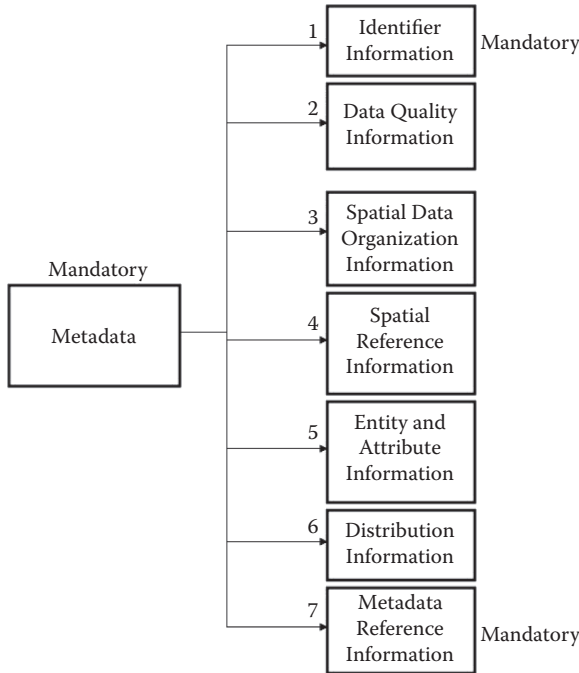 1
Identifier
Information
Mandatory
2
Data Quality
Information
3
Spatial Data
Organization
Information
Mandatory
Metadata
4
Spatial
Reference
Information
5
Entity and
Attribute
Information
6
Distribution
Information
7
Metadata
Reference
Information
Mandatory